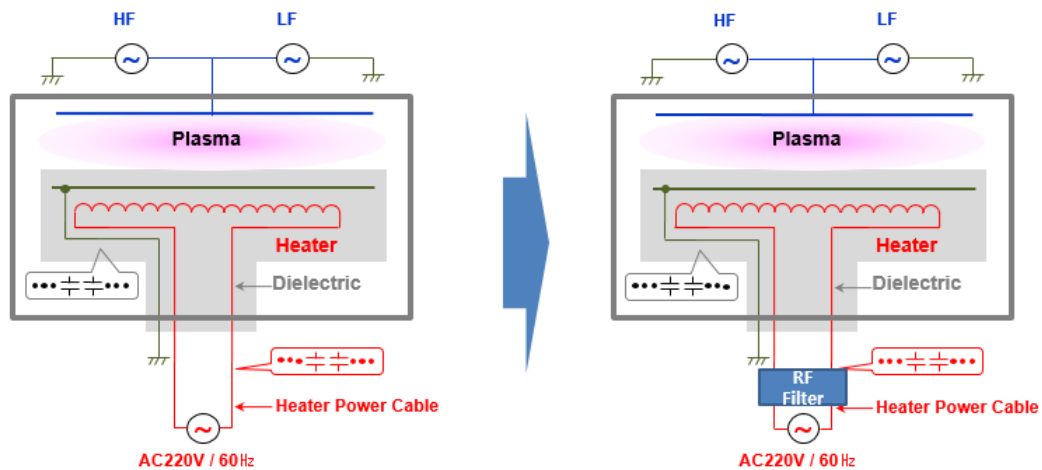 HF
LF
Plasma
Heater
Dielectric
Heater Power Cable
AC220V / 60Hz
HF
LF
Plasma
Heater
Dielectric
RF
Filter
Heater Power Cable
AC220V / 60Hz